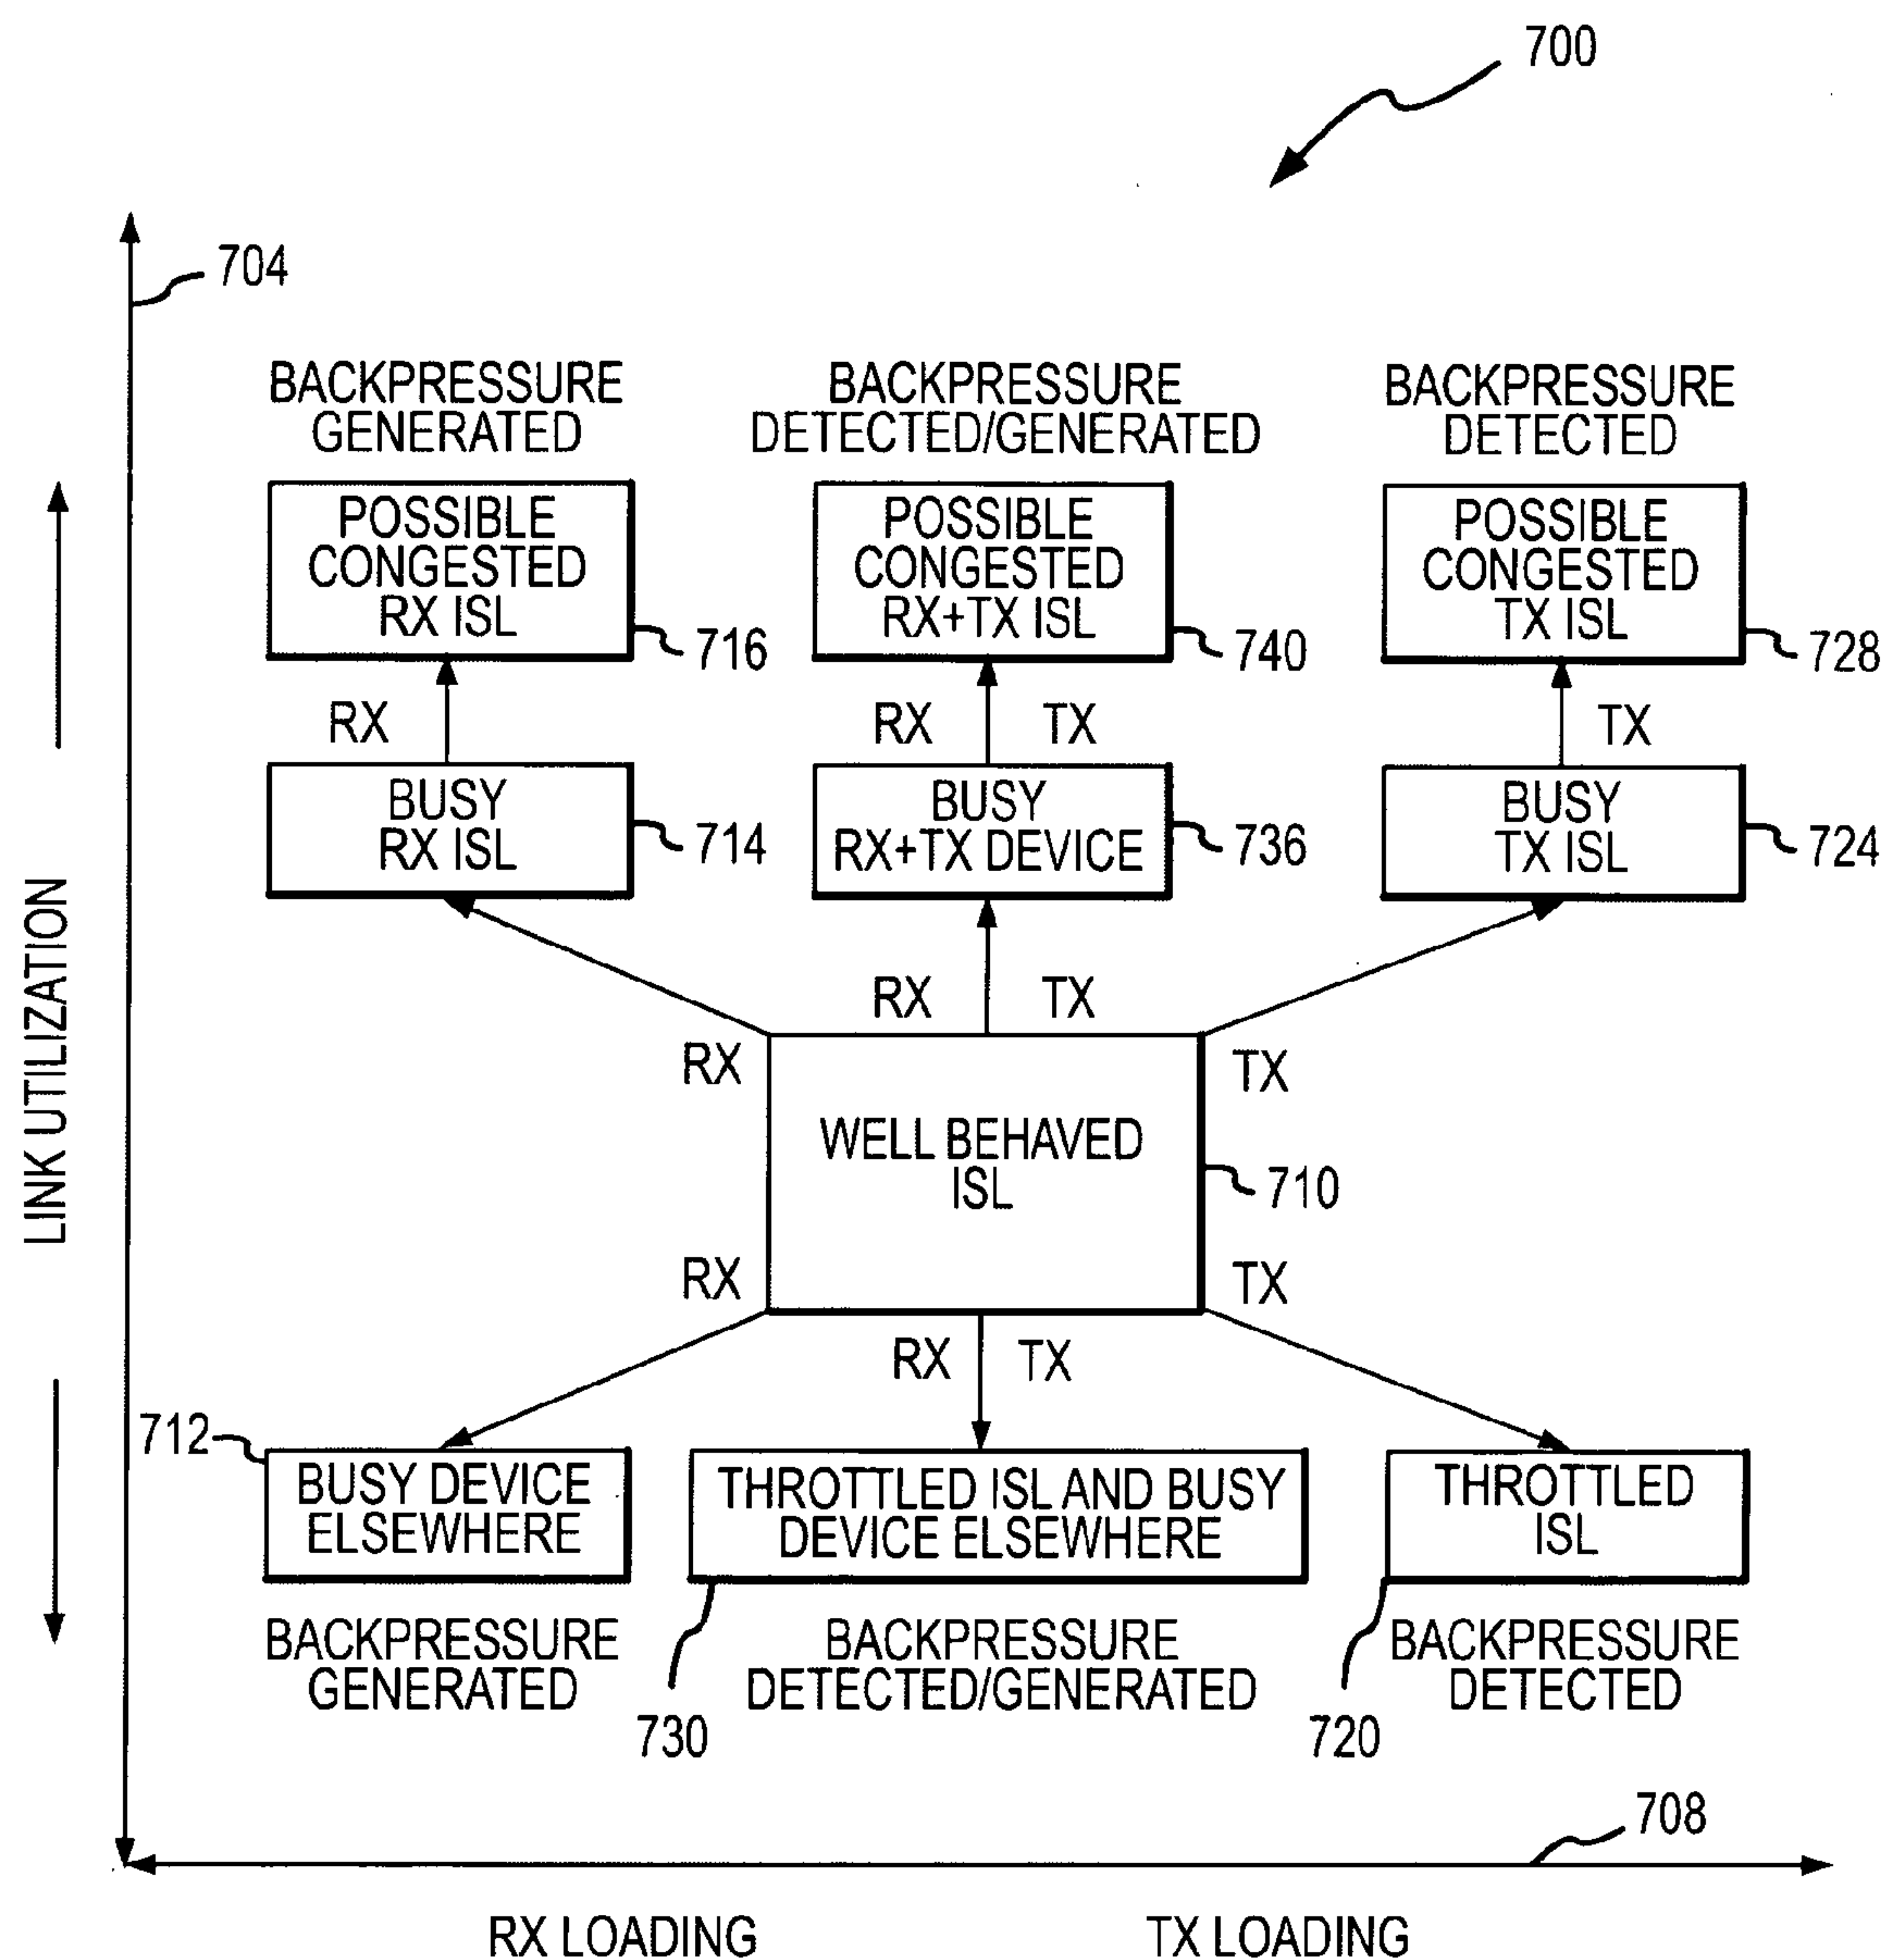 700
704
BACKPRESSURE
GENERATED
BACKPRESSURE
DETECTED/GENERATED
BACKPRESSURE
DETECTED
POSSIBLE
CONGESTED
RX ISL
716
POSSIBLE
CONGESTED
RX+TX ISL
740
POSSIBLE
CONGESTED
TX ISL
728
RX
RX
TX
TX
BUSY
RX ISL
714
BUSY
RX+TX DEVICE
736
BUSY
TX ISL
724
LINK UTILIZATION
RX
TX
RX
TX
WELL BEHAVED
ISL
710
RX
TX
RX
TX
712
BUSY DEVICE
ELSEWHERE
THROTTLED ISL AND BUSY
DEVICE ELSEWHERE
THROTTLED
ISL
BACKPRESSURE
GENERATED
BACKPRESSURE
DETECTED/GENERATED
BACKPRESSURE
DETECTED
730
720
708
RX LOADING
TX LOADING